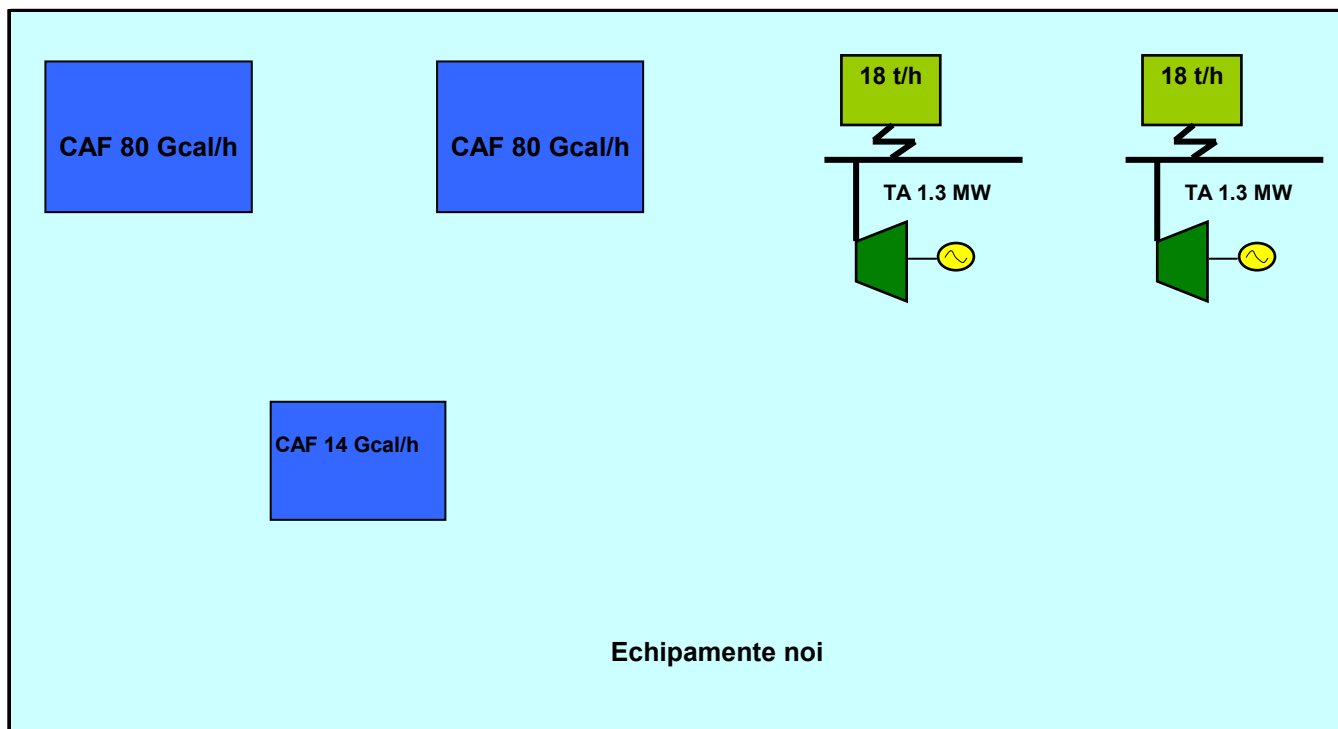 CAF 80 Gcal/h
CAF 80 Gcal/h
18 t/h
18 t/h
TA 1.3 MW
TA 1.3 MW
CAF 14 Gcal/h
Echipamente noi